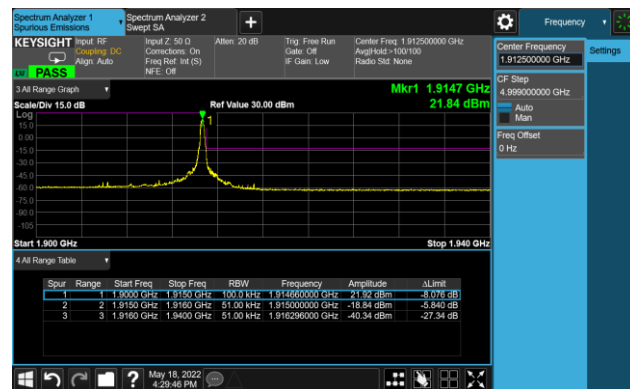 Spectrum Analyzer 1
Spurious Emissions
Spectrum Analyzer 2
Swept SA
Frequency
KEYSIGHT
Input: RF
Coupling: DC
Align: Auto
Input Z: 50 Ω
Corrections: On
Freq Ref: Int (S)
NFE: Off
Atten: 20 dB
Trig: Free Run
Gate: Off
IF Gain: Low
Center Freq: 1.912500000 GHz
Avg|Hold:>100/100
Radio Std: None
PASS
Center Frequency
1.912500000 GHz
Settings
CF Step
4.999000000 GHz
Auto
Man
Freq Offset
0 Hz
3 All Range Graph
Mkr1 1.9147 GHz
Scale/Div 15.0 dB
Ref Value 30.00 dBm
21.84 dBm
Log
15.0
0.00
-15.0
-30.0
-45.0
-60.0
-75.0
-90.0
-105
1
Start 1.900 GHz
Stop 1.940 GHz
4 All Range Table
Spur Range Start Freq Stop Freq RBW Frequency Amplitude ΔLimit
1 1 1.9000 GHz 1.9150 GHz 100.0 kHz 1.914660000 GHz 21.92 dBm -8.076 dB
2 2 1.9150 GHz 1.9160 GHz 51.00 kHz 1.915000000 GHz -18.84 dBm -5.840 dB
3 3 1.9160 GHz 1.9400 GHz 51.00 kHz 1.916296000 GHz -40.34 dBm -27.34 dB
May 18, 2022
4:29:46 PM